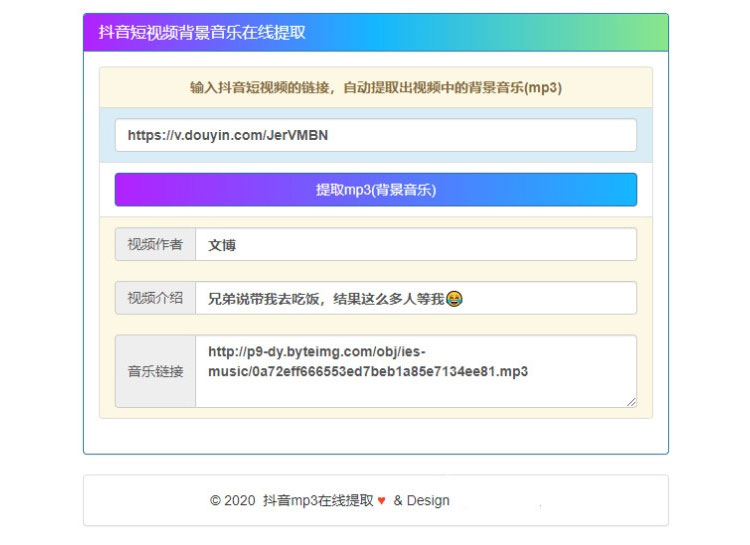 抖音短视频背景音乐在线提取
输入抖音短视频的链接，自动提取出视频中的背景音乐(mp3)
https://v.douyin.com/JerVMBN
提取mp3(背景音乐)
视频作者 文博
视频介绍 兄弟说带我去吃饭，结果这么多人等我😂
音乐链接 http://p9-dy.byteimg.com/obj/ies-
music/0a72eff666553ed7beb1a85e7134ee81.mp3
© 2020 抖音mp3在线提取 ♥ & Design